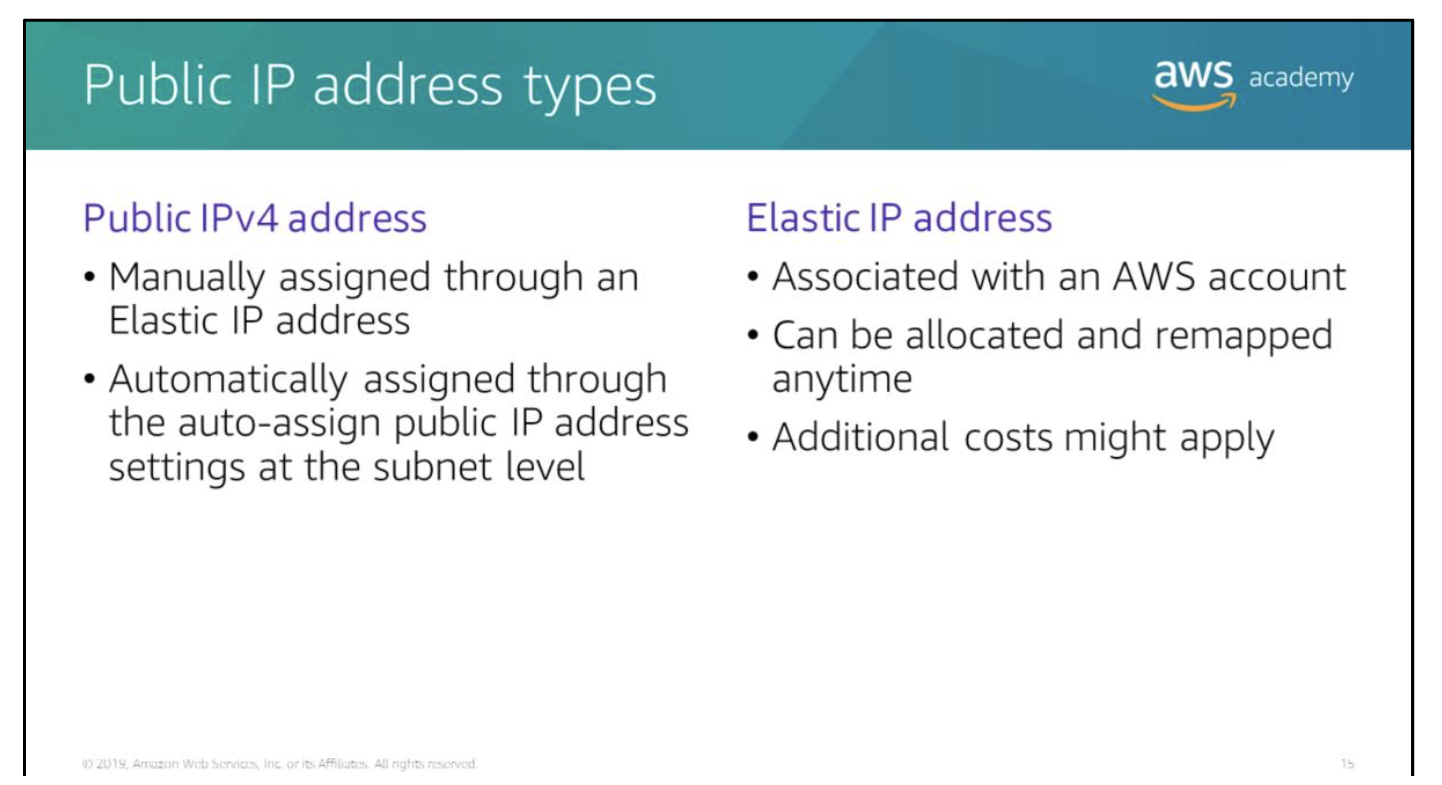 Public IP address types
aws academy
Public IPv4 address
• Manually assigned through an
Elastic IP address
• Automatically assigned through
the auto-assign public IP address
settings at the subnet level
Elastic IP address
• Associated with an AWS account
• Can be allocated and remapped
anytime
• Additional costs might apply
© 2019, Amazon Web Services, Inc. or its Affiliates. All rights reserved.
15